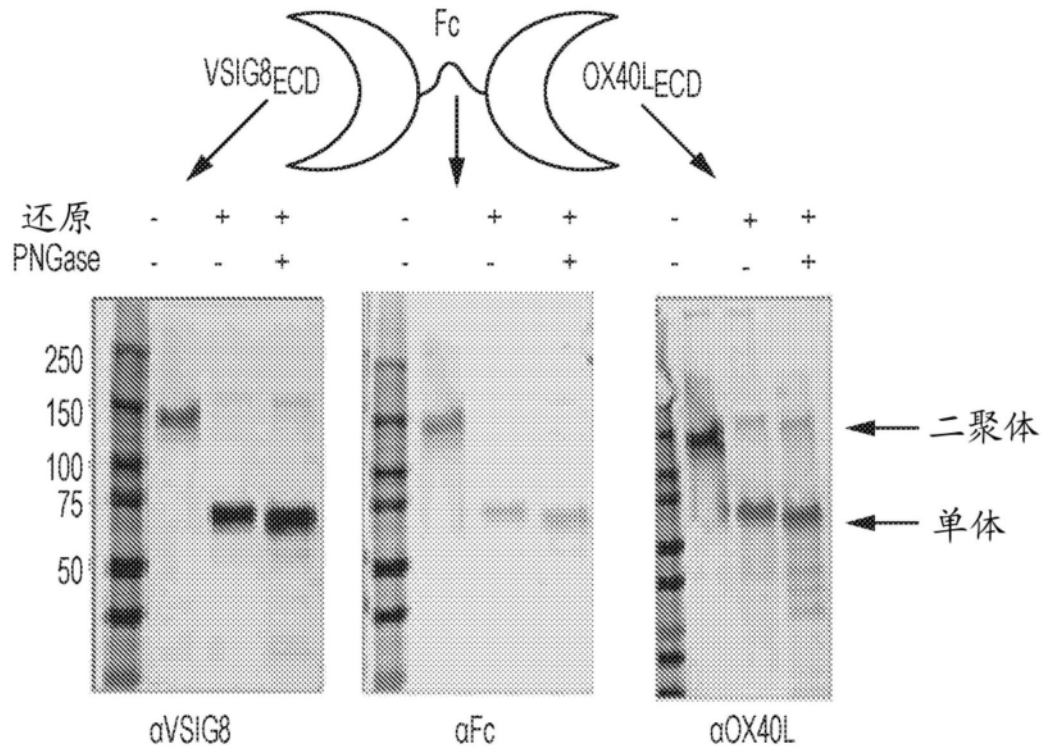 Fc
VSIG8ECD
OX40LECD
还原 - + + - + + - + +
PNGase - - + - - + - - +
250
150
100
75
50
二聚体
单体
αVSIG8 αFc αOX40L